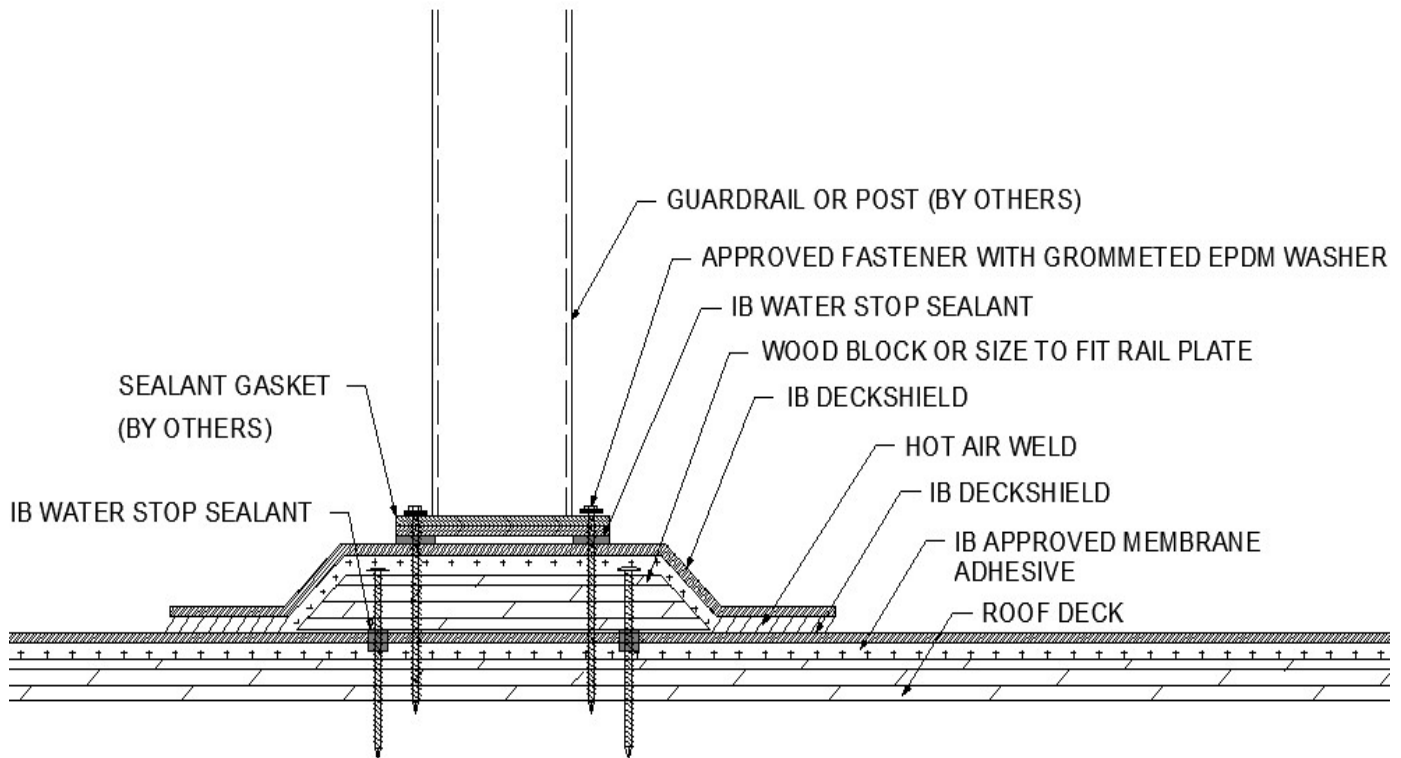 GUARDRAIL OR POST (BY OTHERS)
APPROVED FASTENER WITH GROMMETED EPDM WASHER
IB WATER STOP SEALANT
WOOD BLOCK OR SIZE TO FIT RAIL PLATE
SEALANT GASKET
(BY OTHERS)
IB DECKSHIELD
HOT AIR WELD
IB DECKSHIELD
IB WATER STOP SEALANT
IB APPROVED MEMBRANE
ADHESIVE
ROOF DECK